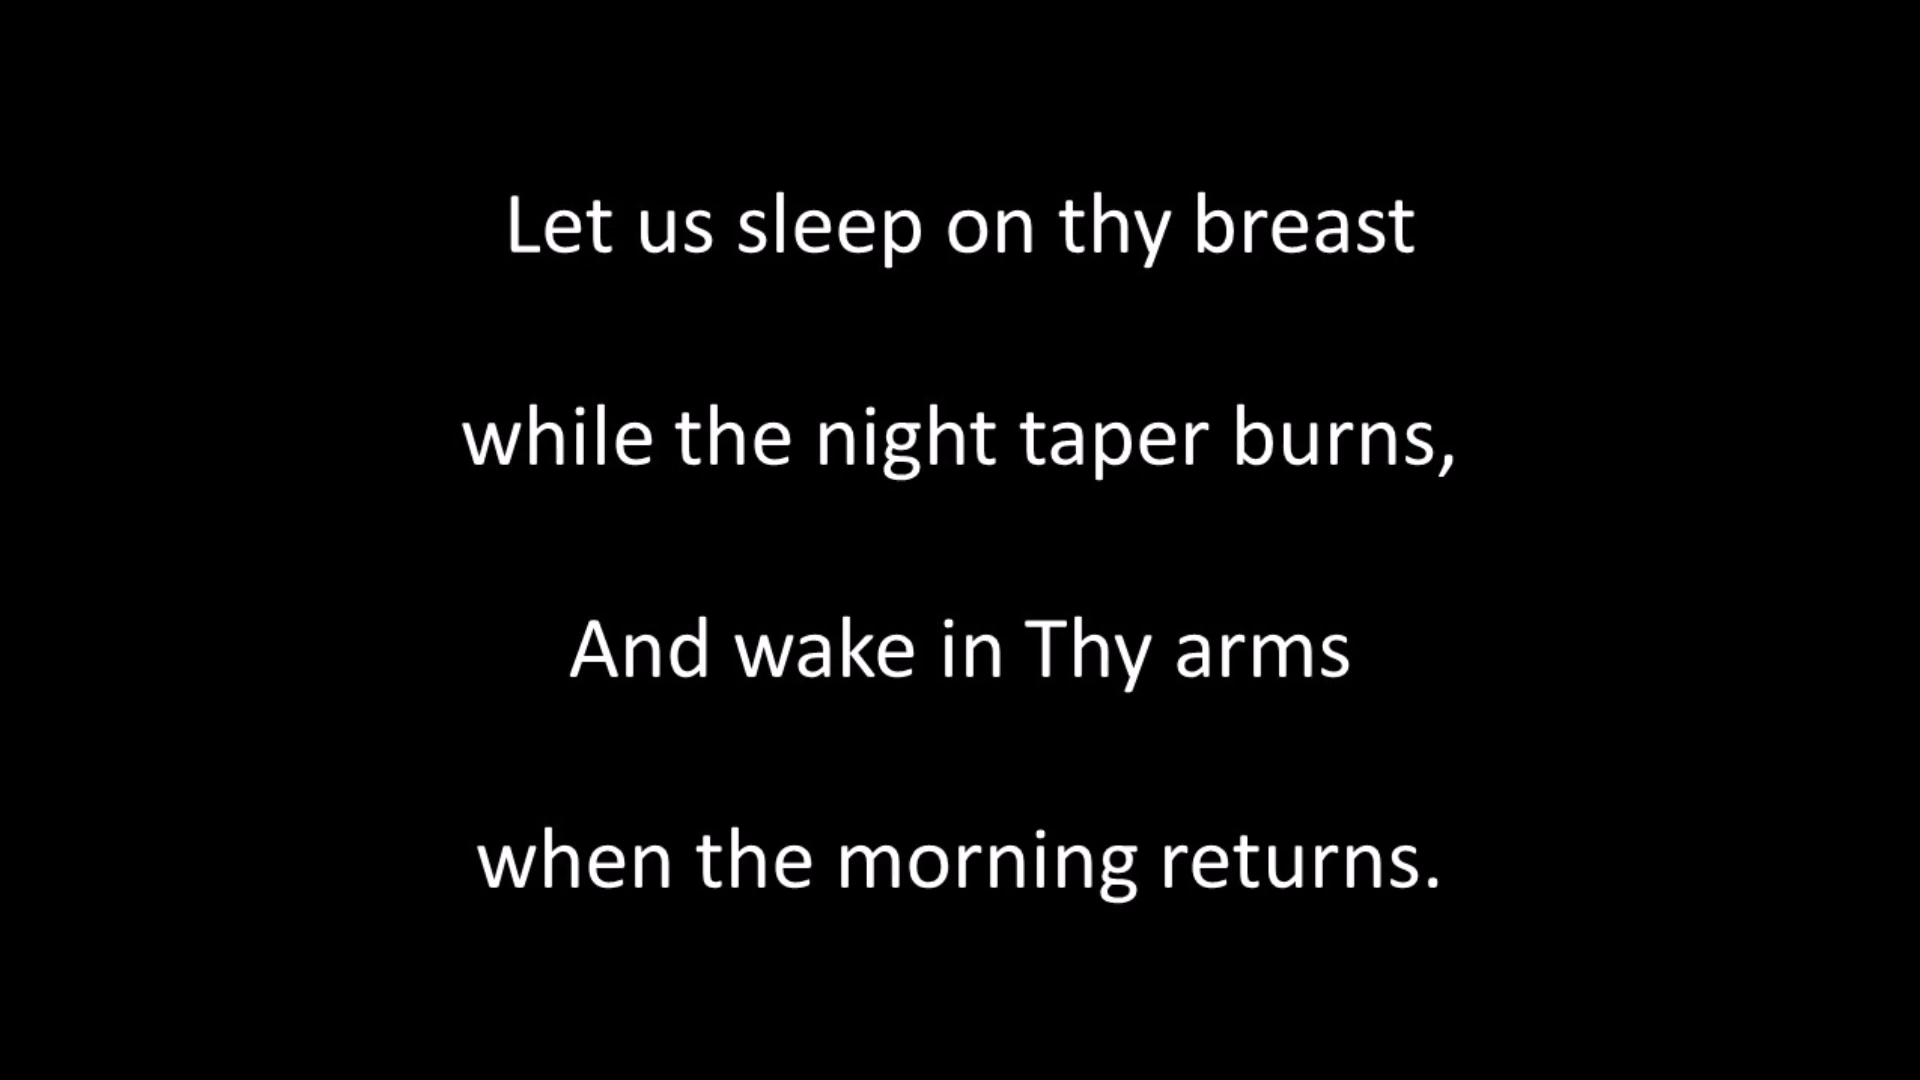 Let us sleep on thy breast
while the night taper burns,
And wake in Thy arms
when the morning returns.